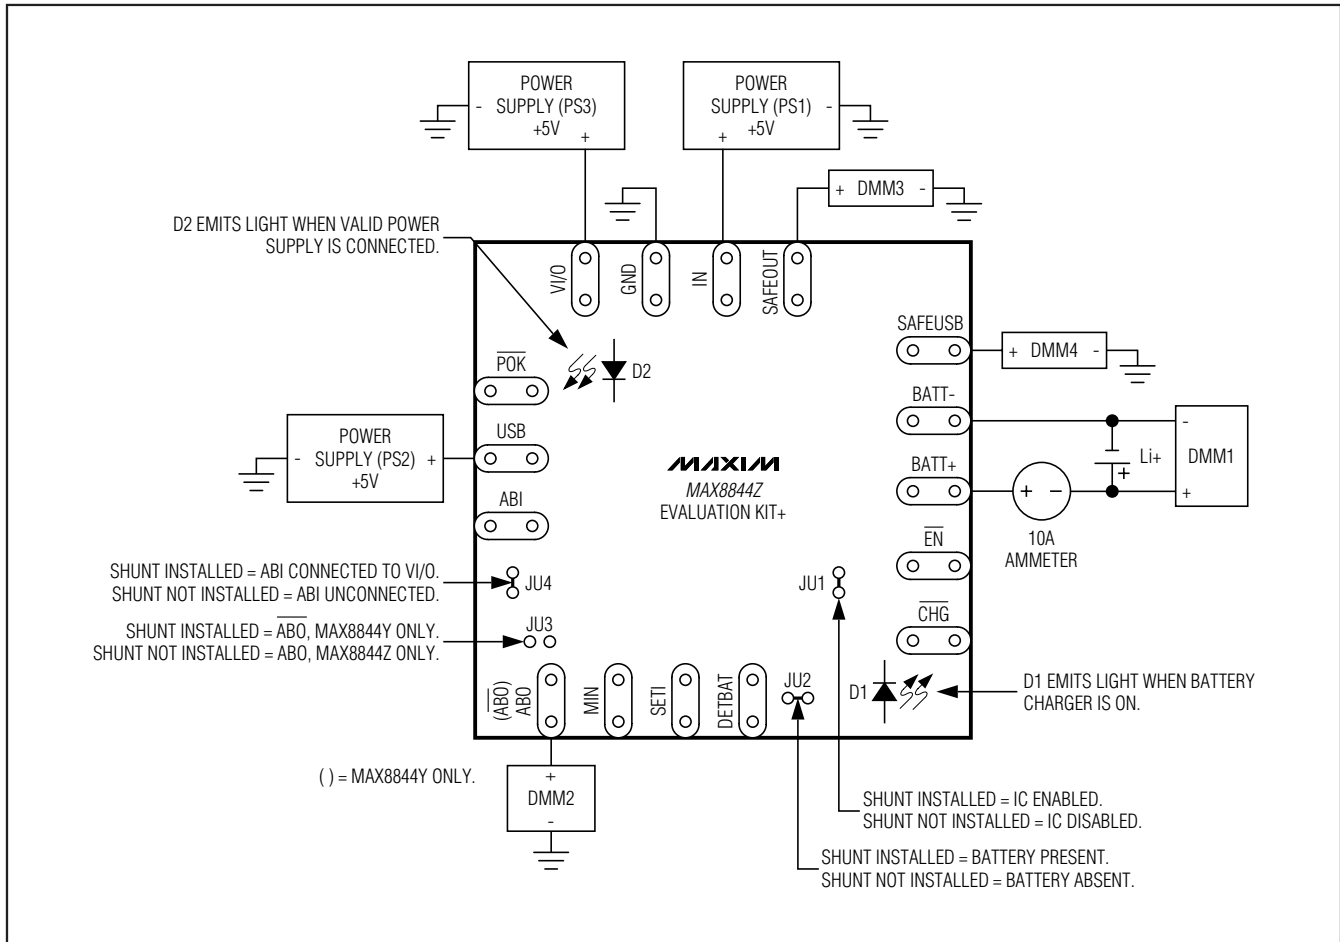 POWER
SUPPLY (PS3)
+5V
-
+
POWER
SUPPLY (PS1)
+5V
-
+
+ DMM3 -
D2 EMITS LIGHT WHEN VALID POWER
SUPPLY IS CONNECTED.
VI/O
GND
IN
SAFEOUT
SAFEUSB
+ DMM4 -
POK
D2
BATT-
USB
POWER
SUPPLY (PS2)
+5V
-
+
MAXIM
MAX8844Z
EVALUATION KIT+
BATT+
Li+
+
-
DMM1
+
+ -
10A
AMMETER
ABI
EN
SHUNT INSTALLED = ABI CONNECTED TO VI/O.
SHUNT NOT INSTALLED = ABI UNCONNECTED.
JU4
JU1
SHUNT INSTALLED = A̅B̅O̅, MAX8844Y ONLY.
SHUNT NOT INSTALLED = ABO, MAX8844Z ONLY.
JU3
CHG
(A̅B̅O̅)
ABO
MIN
SETI
DETBAT
JU2
D1
D1 EMITS LIGHT WHEN BATTERY
CHARGER IS ON.
( ) = MAX8844Y ONLY.
+
DMM2
-
SHUNT INSTALLED = IC ENABLED.
SHUNT NOT INSTALLED = IC DISABLED.
SHUNT INSTALLED = BATTERY PRESENT.
SHUNT NOT INSTALLED = BATTERY ABSENT.